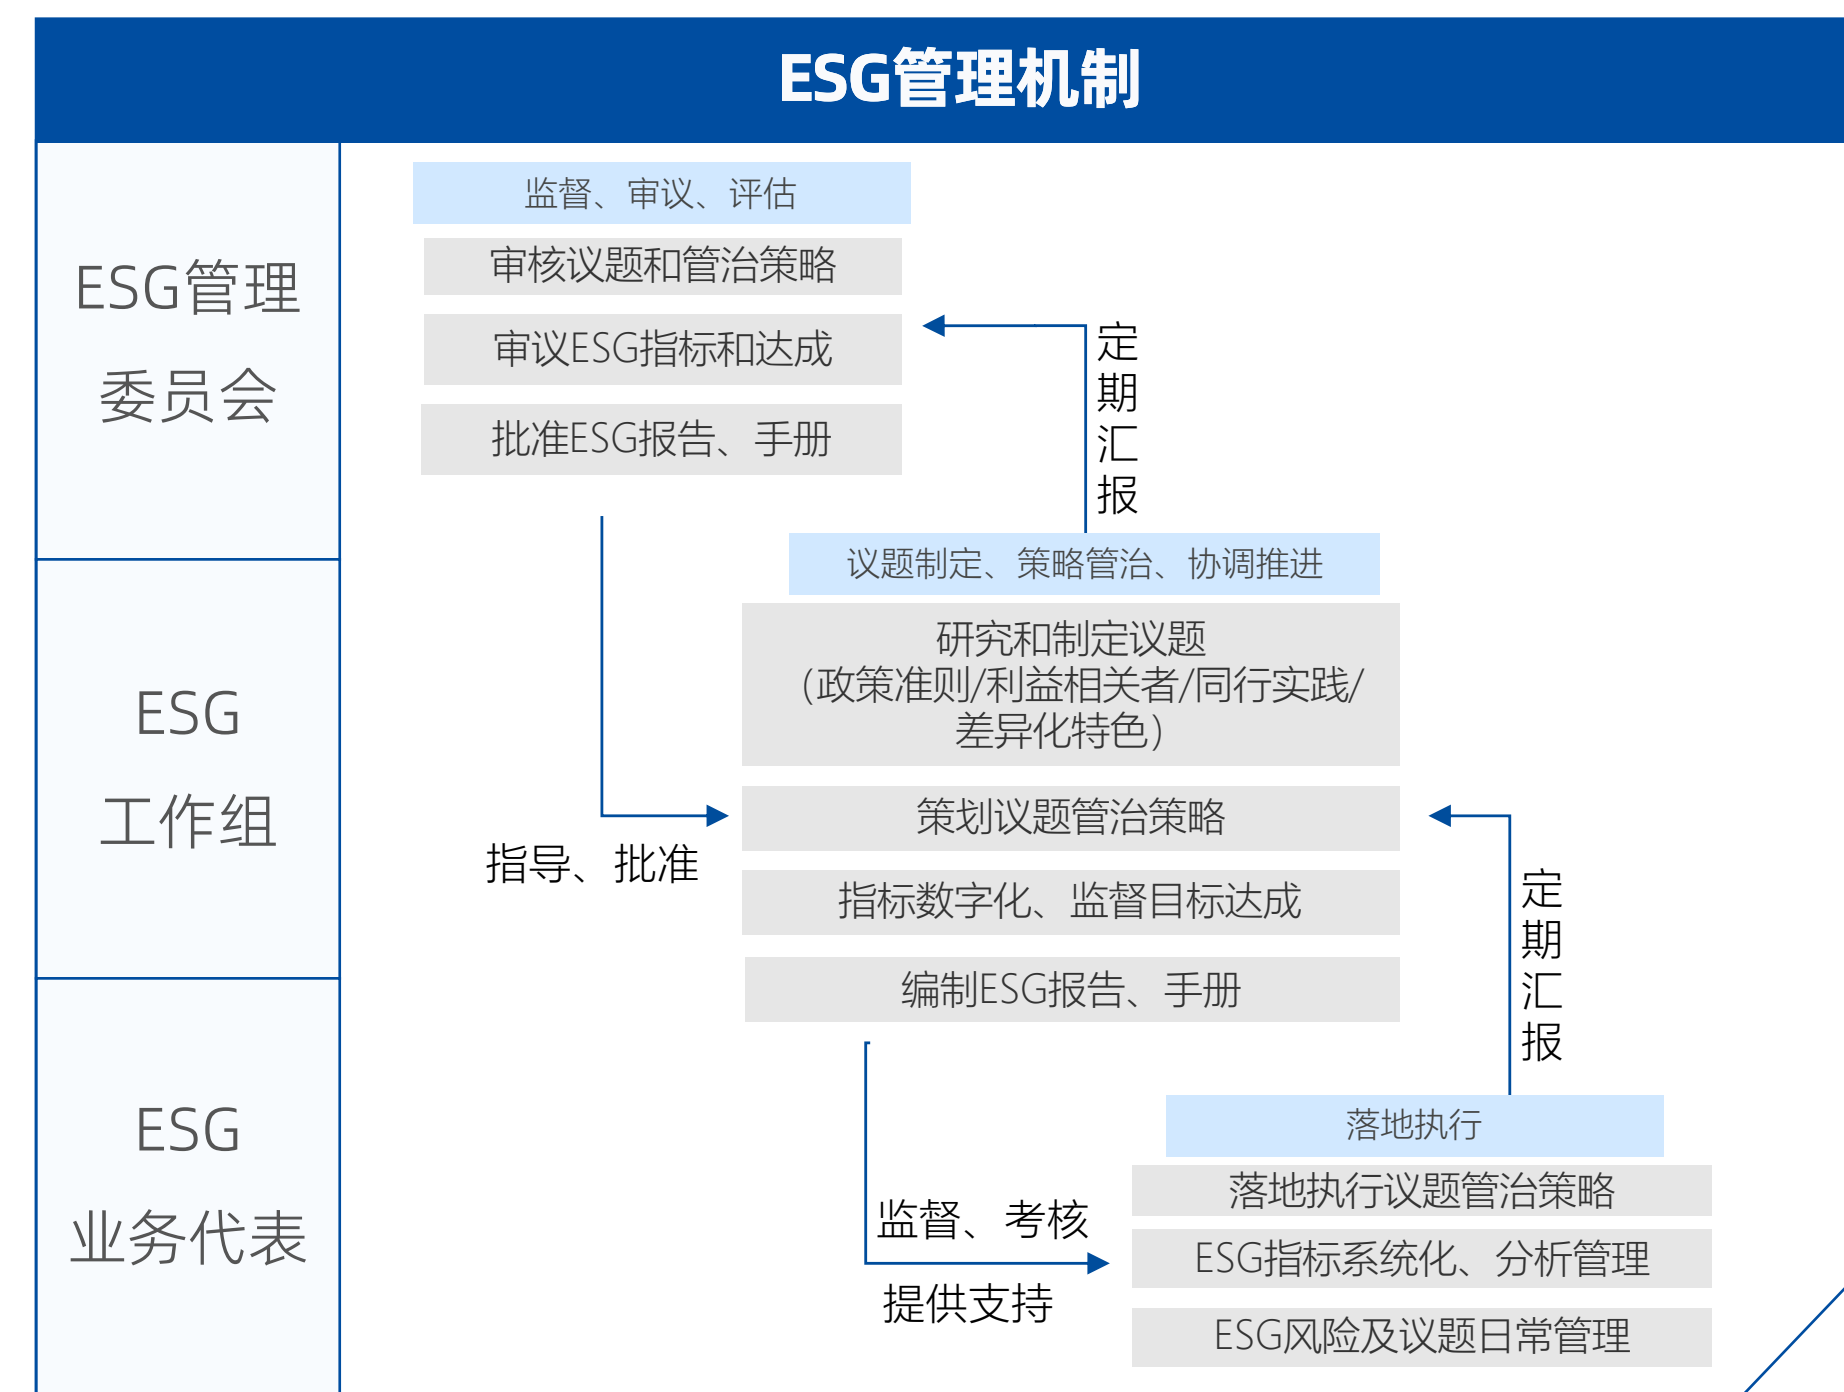 ESG管理机制
ESG管理
委员会
监督、审议、评估
审核议题和管治策略
审议ESG指标和达成
批准ESG报告、手册
定
期
汇
报
指导、批准
ESG
工作组
议题制定、策略管治、协调推进
研究和制定议题
（政策准则/利益相关者/同行实践/
差异化特色）
策划议题管治策略
指标数字化、监督目标达成
编制ESG报告、手册
定
期
汇
报
监督、考核
提供支持
ESG
业务代表
落地执行
落地执行议题管治策略
ESG指标系统化、分析管理
ESG风险及议题日常管理